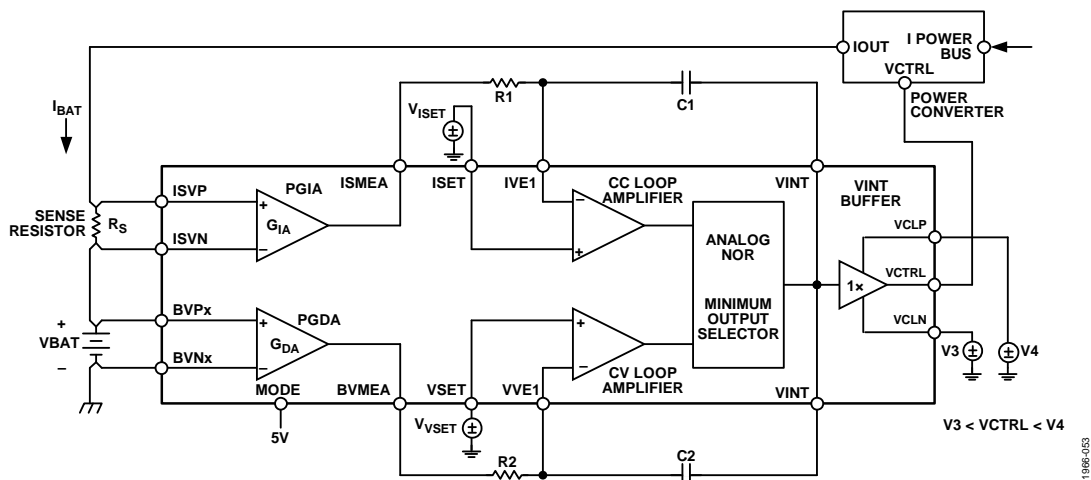 IOUT
I POWER
BUS
VCTRL
POWER
CONVERTER
R1
C1
IBAT
VISET
±
ISMEA
ISET
IVE1
VINT
ISVP
PGIA
+
GIA
−
CC LOOP
AMPLIFIER
−
+
VINT
BUFFER
SENSE
RESISTOR
RS
ISVN
ANALOG
NOR
MINIMUM
OUTPUT
SELECTOR
VCLP
1×
VCTRL
VCLN
V3
±
V4
±
+
VBAT
−
BVPx
BVNx
PGDA
+
GDA
−
+
−
CV LOOP
AMPLIFIER
MODE
5V
BVMEA
VSET
VVE1
VINT
VVSET
±
V3 < VCTRL < V4
R2
C2
1966-053